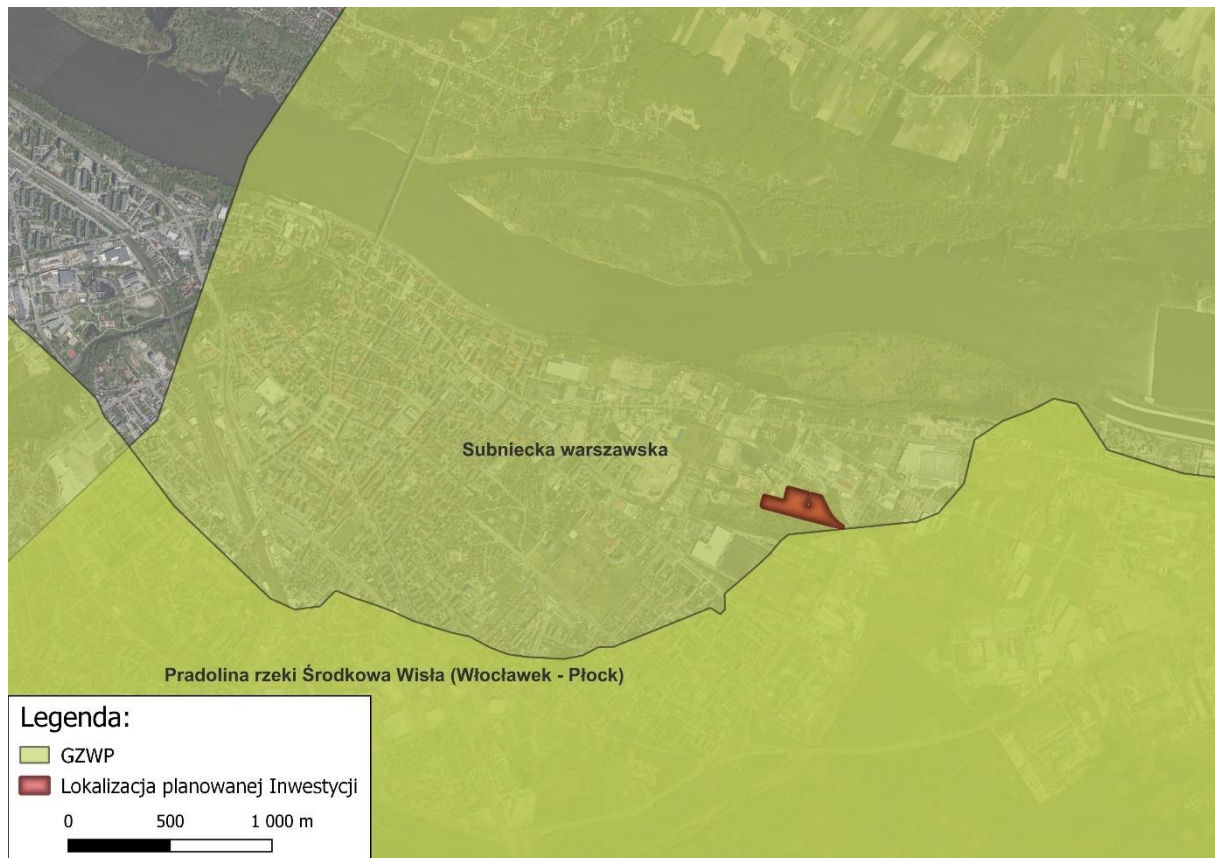 Subniecka warszawska
Pradolina rzeki Środkowa Wisła (Włocławek - Płock)
Legenda:
GZWP
Lokalizacja planowanej Inwestycji
0 500 1 000 m